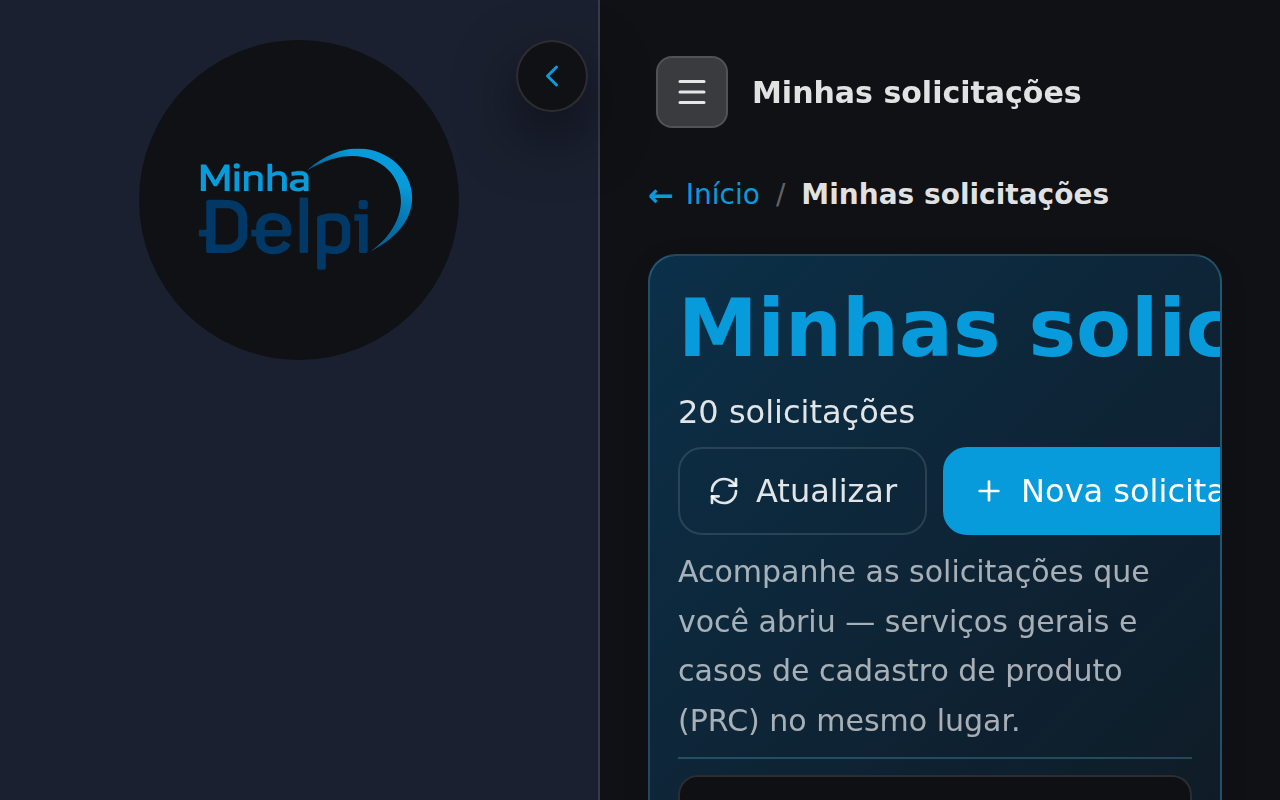 Minha
Delpi
Minhas solicitações
← Início / Minhas solicitações
Minhas solic
20 solicitações
Atualizar
Nova solicita
Acompanhe as solicitações que
você abriu — serviços gerais e
casos de cadastro de produto
(PRC) no mesmo lugar.